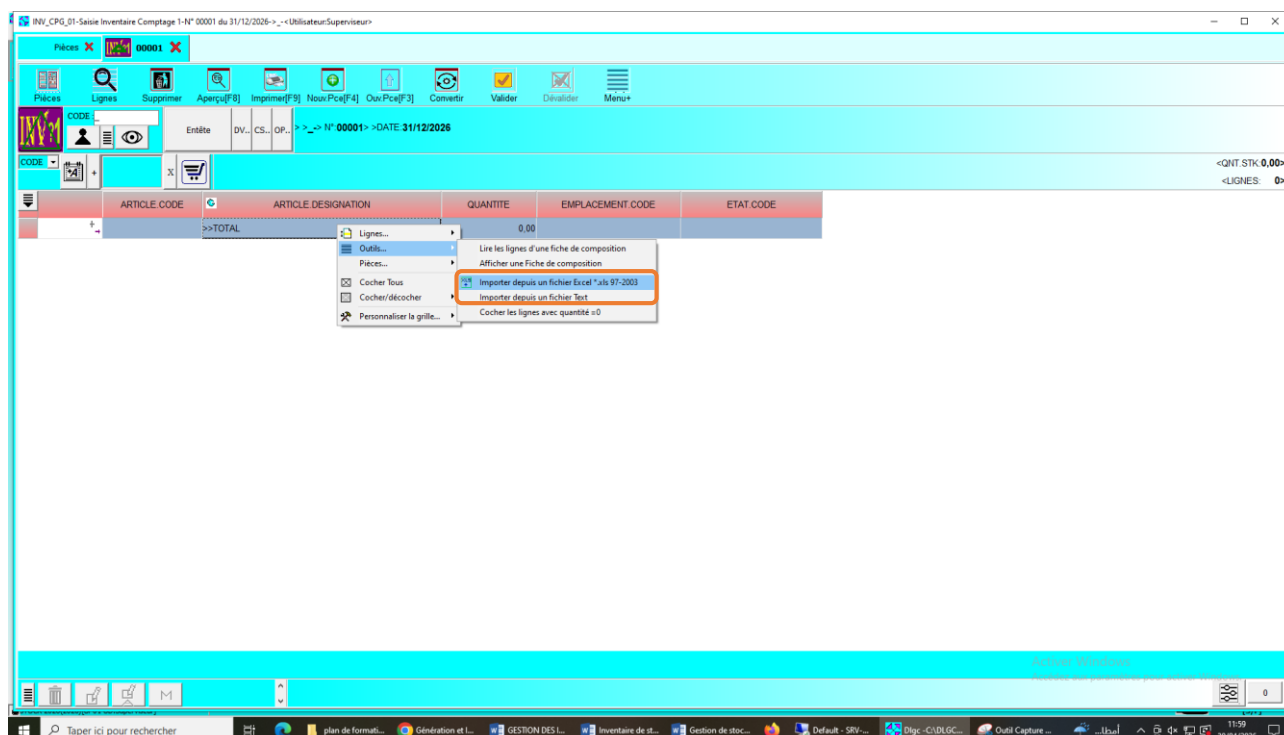 INV_CPG_01-Saisie Inventaire Comptage 1-N° 00001 du 31/12/2026->_-<Utilisateur:Superviseur>
Pièces 00001
Pièces Lignes Supprimer Aperçu[F8] Imprimer[F9] Nouv.Pce[F4] Ouv.Pce[F3] Convertir Valider Dévalider Menu+
INV?1 CODE _
Entête DV.. CS.. OP.. > >_-> N°:00001> >DATE:31/12/2026
CODE + X <QNT.STK:0,00>
<LIGNES: 0>
ARTICLE.CODE ARTICLE.DESIGNATION QUANTITE EMPLACEMENT.CODE ETAT.CODE
>>TOTAL 0,00
Lignes...
Outils...
Pièces...
Cocher Tous
Cocher/décocher
Personnaliser la grille...
Lire les lignes d'une fiche de composition
Afficher une Fiche de composition
Importer depuis un fichier Excel *.xls 97-2003
Importer depuis un fichier Text
Cocher les lignes avec quantité =0
Activer Windows
M 0
Taper ici pour rechercher plan de formati... Génération et l... GESTION DES I... Inventaire de st... Gestion de stoc... Default - SRV-... Dlgc -C:\DLGC... Outil Capture ... 11:59